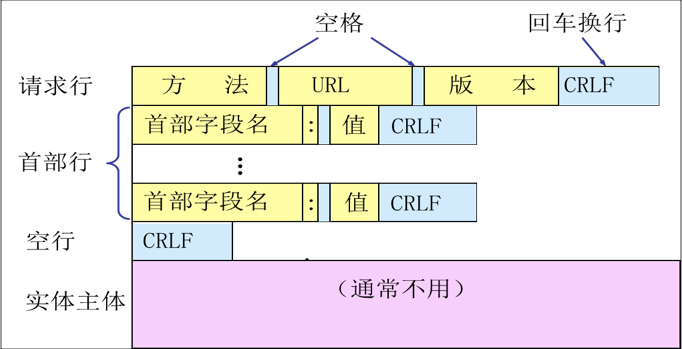 空格 回车换行
请求行 方 法 URL 版 本 CRLF
首部字段名 : 值 CRLF
首部行 ⋮
首部字段名 : 值 CRLF
空行 CRLF
实体主体 (通常不用)